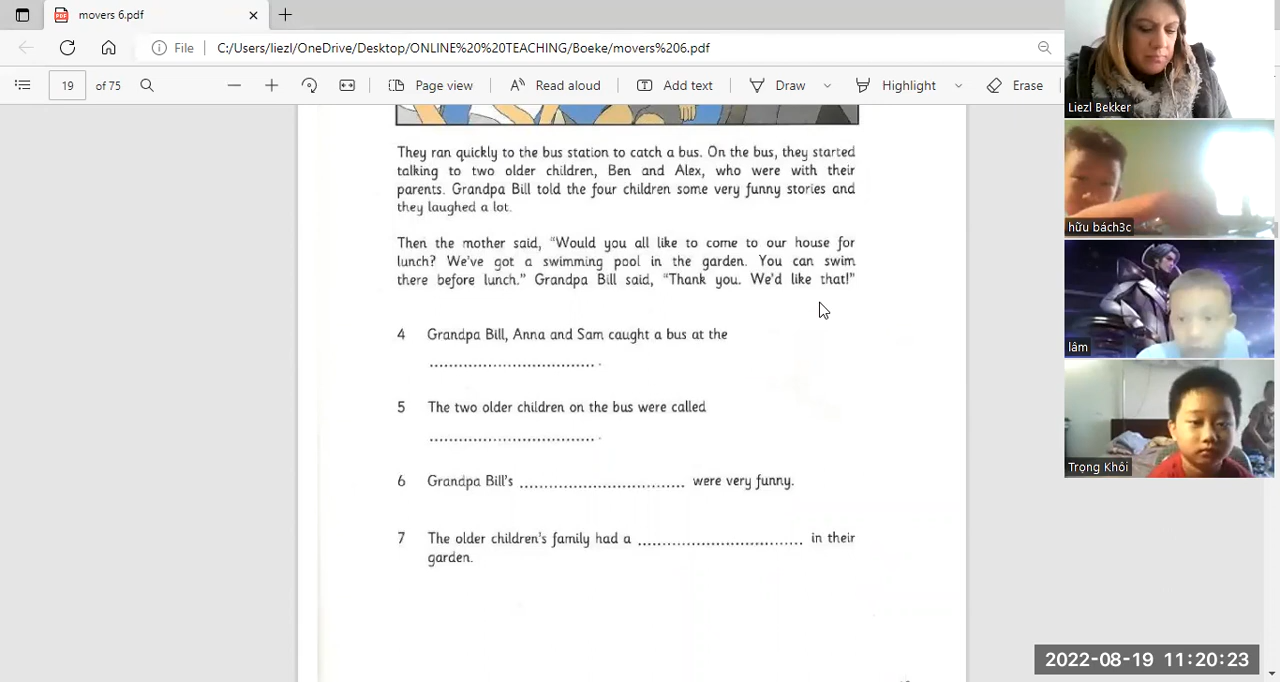 movers 6.pdf
File
C:/Users/liezl/OneDrive/Desktop/ONLINE%20%20TEACHING/Boeke/movers%206.pdf
19
of 75
Page view
Read aloud
Add text
Draw
Highlight
Erase
They ran quickly to the bus station to catch a bus. On the bus, they started
talking to two older children, Ben and Alex, who were with their
parents. Grandpa Bill told the four children some very funny stories and
they laughed a lot.
Then the mother said, "Would you all like to come to our house for
lunch? We've got a swimming pool in the garden. You can swim
there before lunch." Grandpa Bill said, "Thank you. We'd like that!"
4 Grandpa Bill, Anna and Sam caught a bus at the
.................................. .
5 The two older children on the bus were called
.................................. .
6 Grandpa Bill's .................................. were very funny.
7 The older children's family had a .................................. in their
garden.
Liezl Bekker
hữu bách3c
lâm
Trọng Khôi
2022-08-19 11:20:23